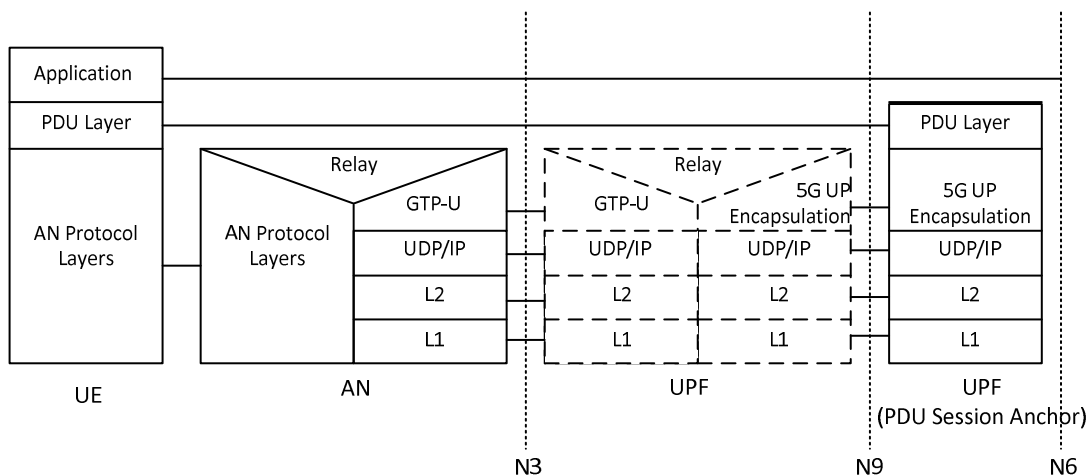 Application
PDU Layer
PDU Layer
Relay
Relay
AN Protocol
Layers
AN Protocol
Layers
GTP-U
GTP-U
5G UP
Encapsulation
5G UP
Encapsulation
UDP/IP
UDP/IP
UDP/IP
UDP/IP
L2
L2
L2
L2
L1
L1
L1
L1
UE
AN
UPF
UPF
(PDU Session Anchor)
N3
N9
N6